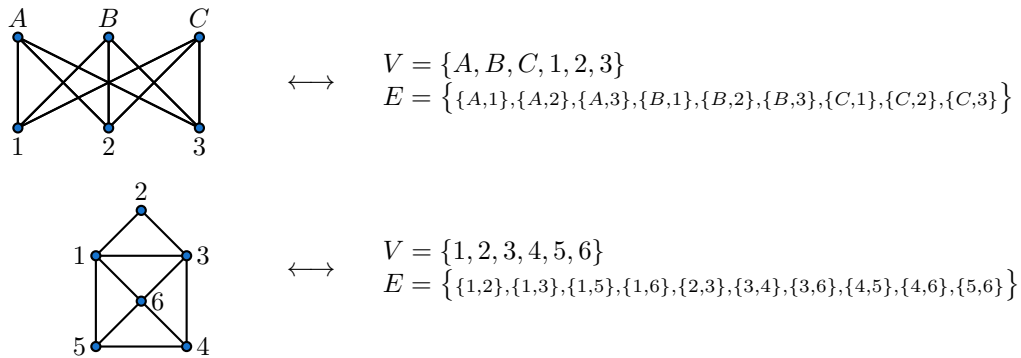 A B C
1 2 3
⟷
V = {A, B, C, 1, 2, 3}
E = {{A,1},{A,2},{A,3},{B,1},{B,2},{B,3},{C,1},{C,2},{C,3}}
2
1 3
6
5 4
⟷
V = {1, 2, 3, 4, 5, 6}
E = {{1,2},{1,3},{1,5},{1,6},{2,3},{3,4},{3,6},{4,5},{4,6},{5,6}}